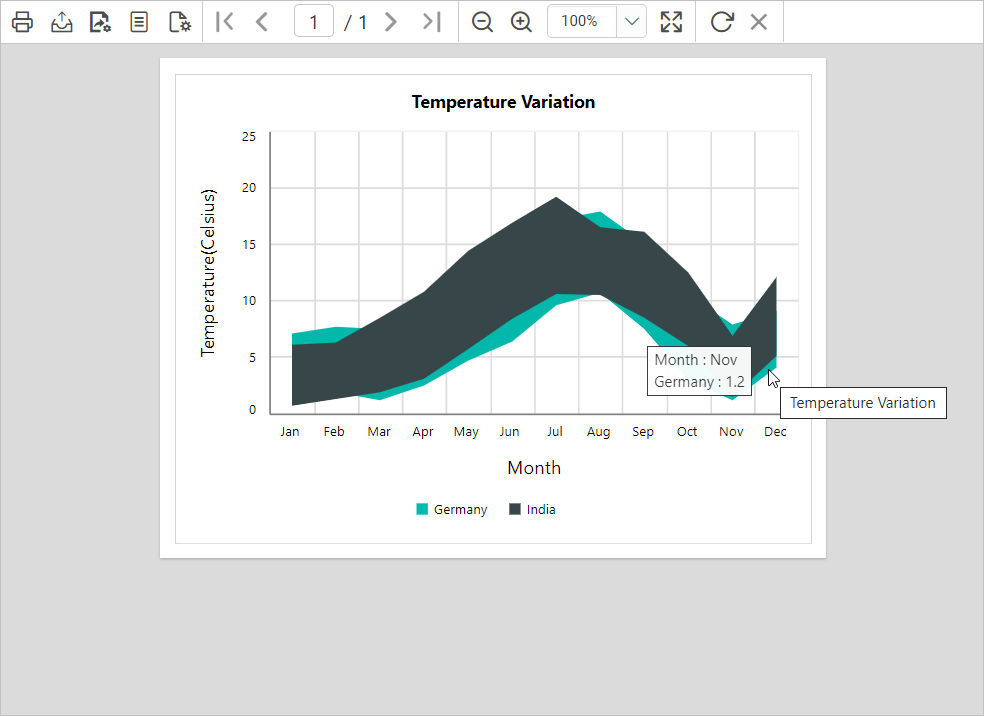 1 / 1 100%
Temperature Variation
Temperature(Celsius)
25
20
15
10
5
0
Month : Nov
Germany : 1.2
Temperature Variation
Jan Feb Mar Apr May Jun Jul Aug Sep Oct Nov Dec
Month
Germany India